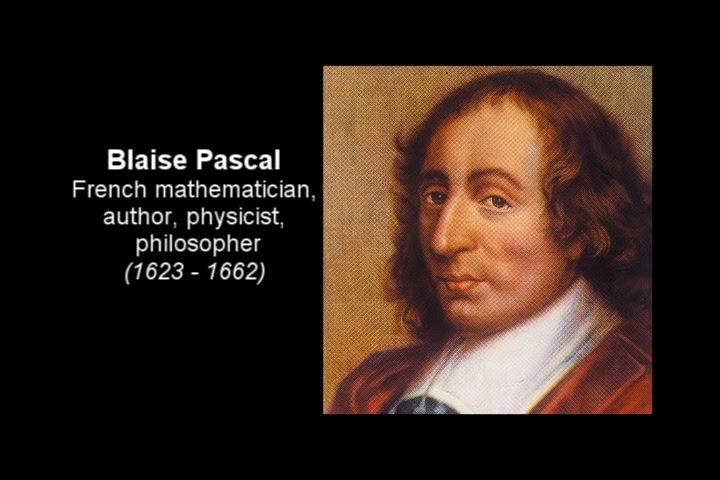 Blaise Pascal
French mathematician,
author, physicist,
philosopher
(1623 - 1662)